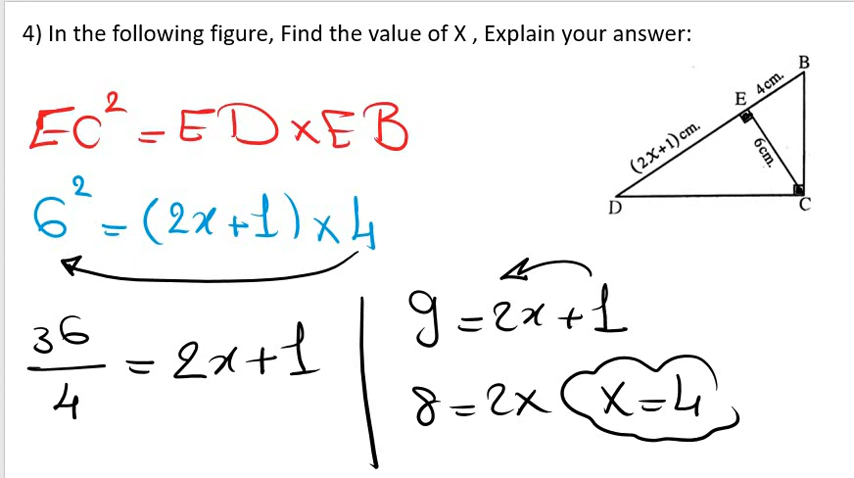 4) In the following figure, Find the value of X , Explain your answer:
B
E
4cm.
(2X+1)cm.
6cm.
D
C
EC² = ED × EB
6² = (2x+1) × 4
36/4 = 2x+1
9 = 2x+1
8 = 2x
x = 4